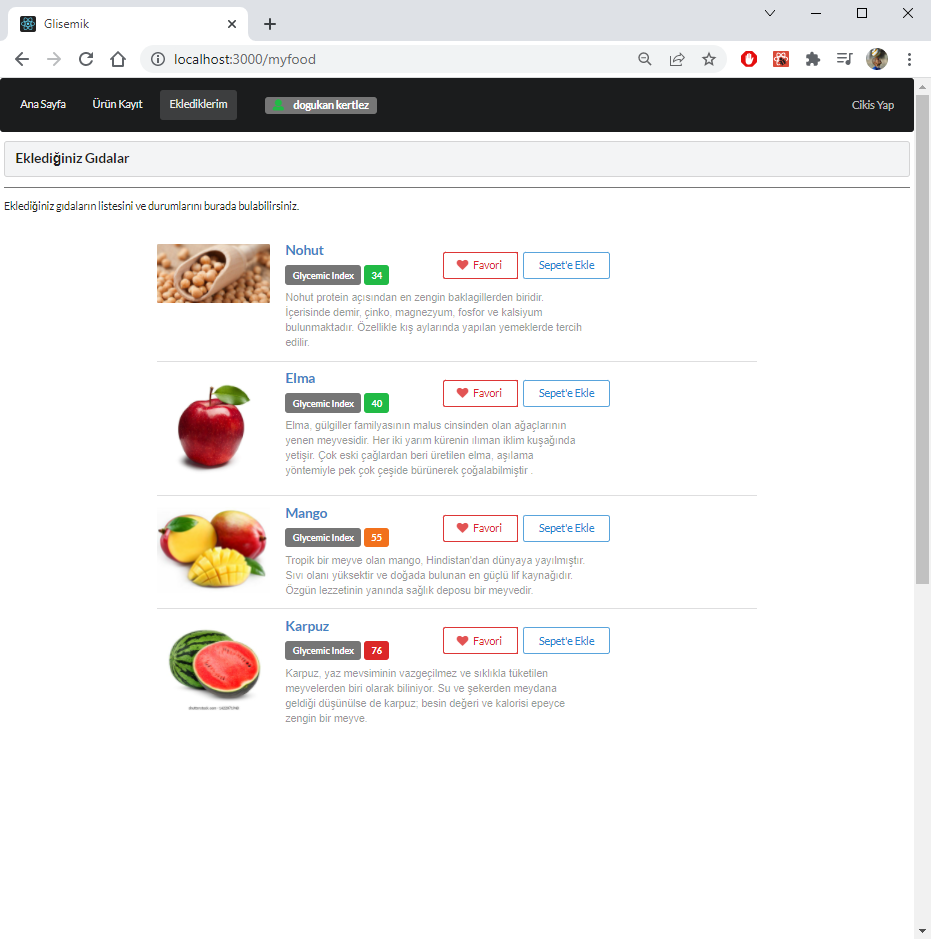 Glisemik
localhost:3000/myfood
Ana Sayfa
Ürün Kayıt
Eklediklerim
dogukan kertlez
Cikis Yap
Eklediğiniz Gıdalar
Eklediğiniz gıdaların listesini ve durumlarını burada bulabilirsiniz.
Nohut
Glycemic Index 34
Favori
Sepet'e Ekle
Nohut protein açısından en zengin baklagillerden biridir.
İçerisinde demir, çinko, magnezyum, fosfor ve kalsiyum
bulunmaktadır. Özellikle kış aylarında yapılan yemeklerde tercih
edilir.
Elma
Glycemic Index 40
Favori
Sepet'e Ekle
Elma, gülgiller familyasının malus cinsinden olan ağaçlarının
yenen meyvesidir. Her iki yarım kürenin ılıman iklim kuşağında
yetişir. Çok eski çağlardan beri üretilen elma, aşılama
yöntemiyle pek çok çeşide bürünerek çoğalabilmiştir .
Mango
Glycemic Index 55
Favori
Sepet'e Ekle
Tropik bir meyve olan mango, Hindistan'dan dünyaya yayılmıştır.
Sıvı olanı yüksektir ve doğada bulunan en güçlü lif kaynağıdır.
Özgün lezzetinin yanında sağlık deposu bir meyvedir.
Karpuz
Glycemic Index 76
Favori
Sepet'e Ekle
Karpuz, yaz mevsiminin vazgeçilmez ve sıklıkla tüketilen
meyvelerden biri olarak biliniyor. Su ve şekerden meydana
geldiği düşünülse de karpuz; besin değeri ve kalorisi epeyce
zengin bir meyve.